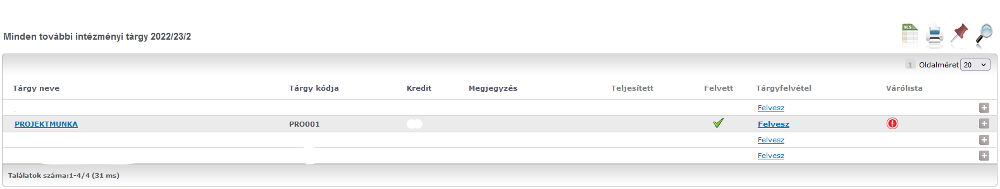 XLS
Minden további intézményi tárgy 2022/23/2
1 Oldalméret 20
Tárgy neve Tárgy kódja Kredit Megjegyzés Teljesített Felvett Tárgyfelvétel Várólista
Felvesz
PROJEKTMUNKA PRO001 Felvesz
Felvesz
Felvesz
Találatok száma:1-4/4 (31 ms)